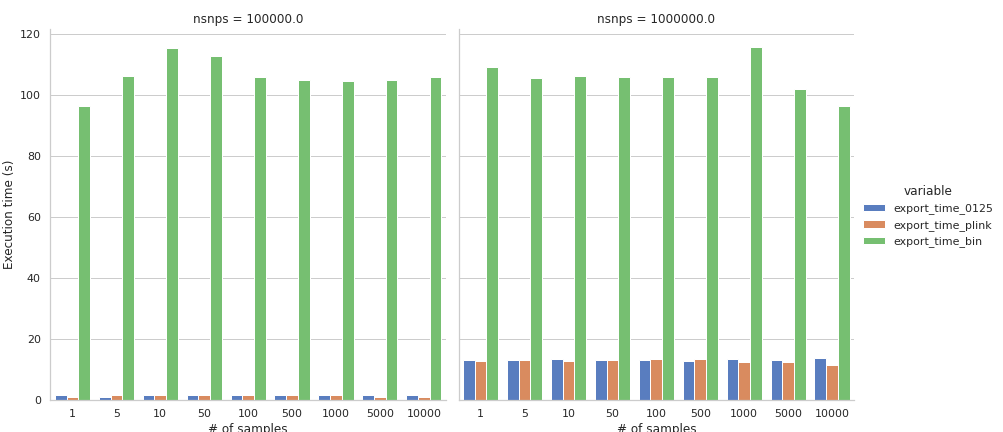 nsnps = 100000.0
nsnps = 1000000.0
Execution time (s)
120
100
80
60
40
20
0
1 5 10 50 100 500 1000 5000 10000
1 5 10 50 100 500 1000 5000 10000
# of samples
# of samples
variable
export_time_0125
export_time_plink
export_time_bin